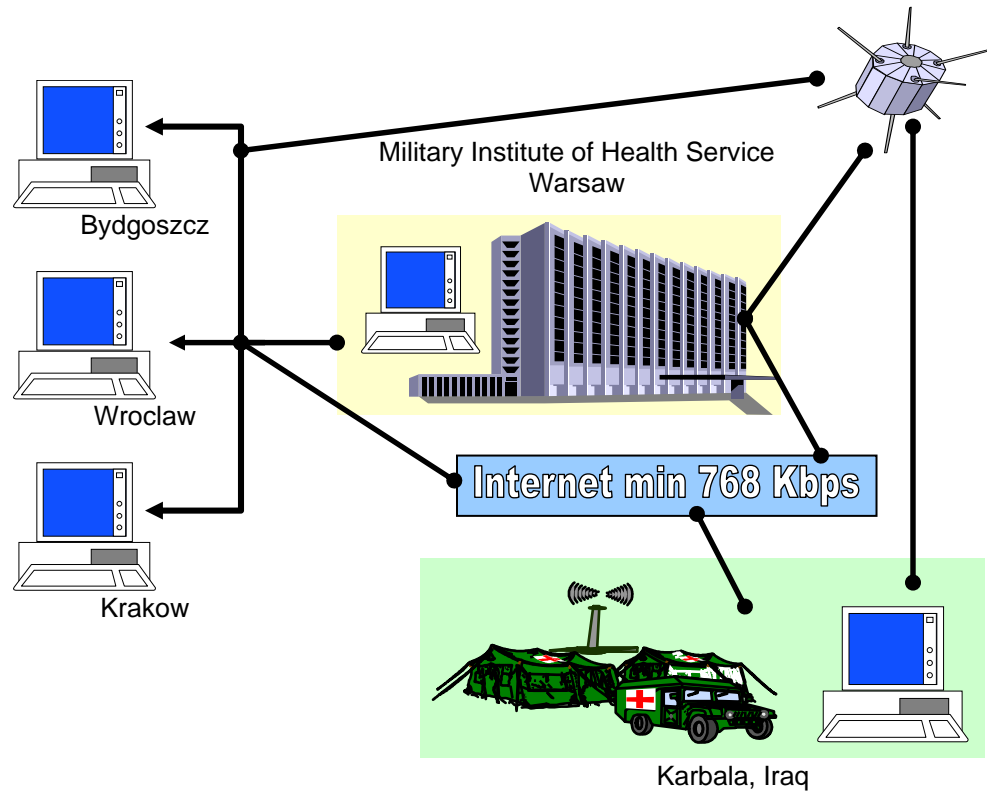 Military Institute of Health Service
Warsaw
Bydgoszcz
Wroclaw
Internet min 768 Kbps
Krakow
Karbala, Iraq